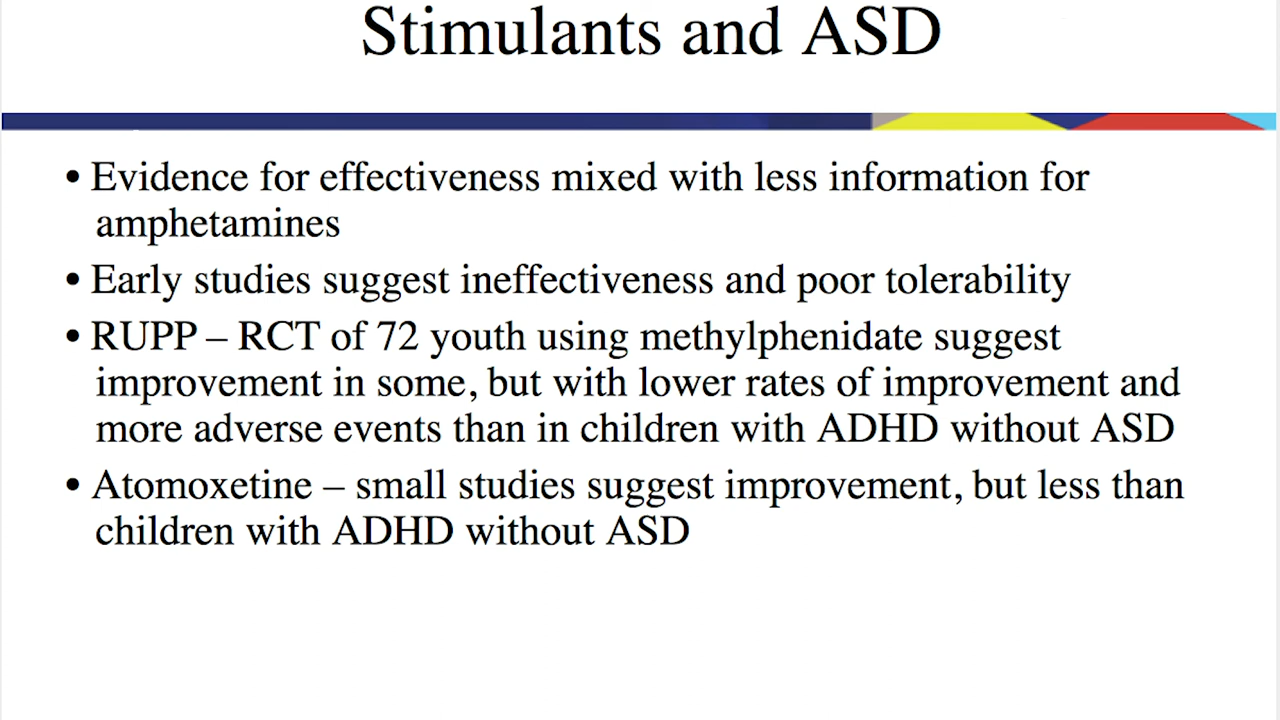 Stimulants and ASD
• Evidence for effectiveness mixed with less information for
amphetamines
• Early studies suggest ineffectiveness and poor tolerability
• RUPP – RCT of 72 youth using methylphenidate suggest
improvement in some, but with lower rates of improvement and
more adverse events than in children with ADHD without ASD
• Atomoxetine – small studies suggest improvement, but less than
children with ADHD without ASD